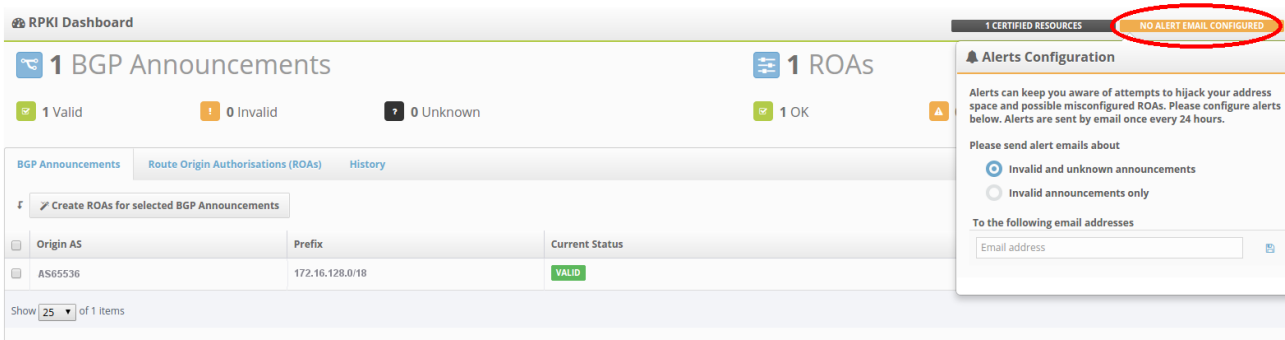 RPKI Dashboard
1 CERTIFIED RESOURCES
NO ALERT EMAIL CONFIGURED
1 BGP Announcements
1 ROAs
1 Valid
0 Invalid
? 0 Unknown
1 OK
Alerts Configuration
Alerts can keep you aware of attempts to hijack your address
space and possible misconfigured ROAs. Please configure alerts
below. Alerts are sent by email once every 24 hours.
Please send alert emails about
Invalid and unknown announcements
Invalid announcements only
To the following email addresses
Email address
BGP Announcements
Route Origin Authorisations (ROAs)
History
Create ROAs for selected BGP Announcements
Origin AS
Prefix
Current Status
AS65536
172.16.128.0/18
VALID
Show 25 of 1 items